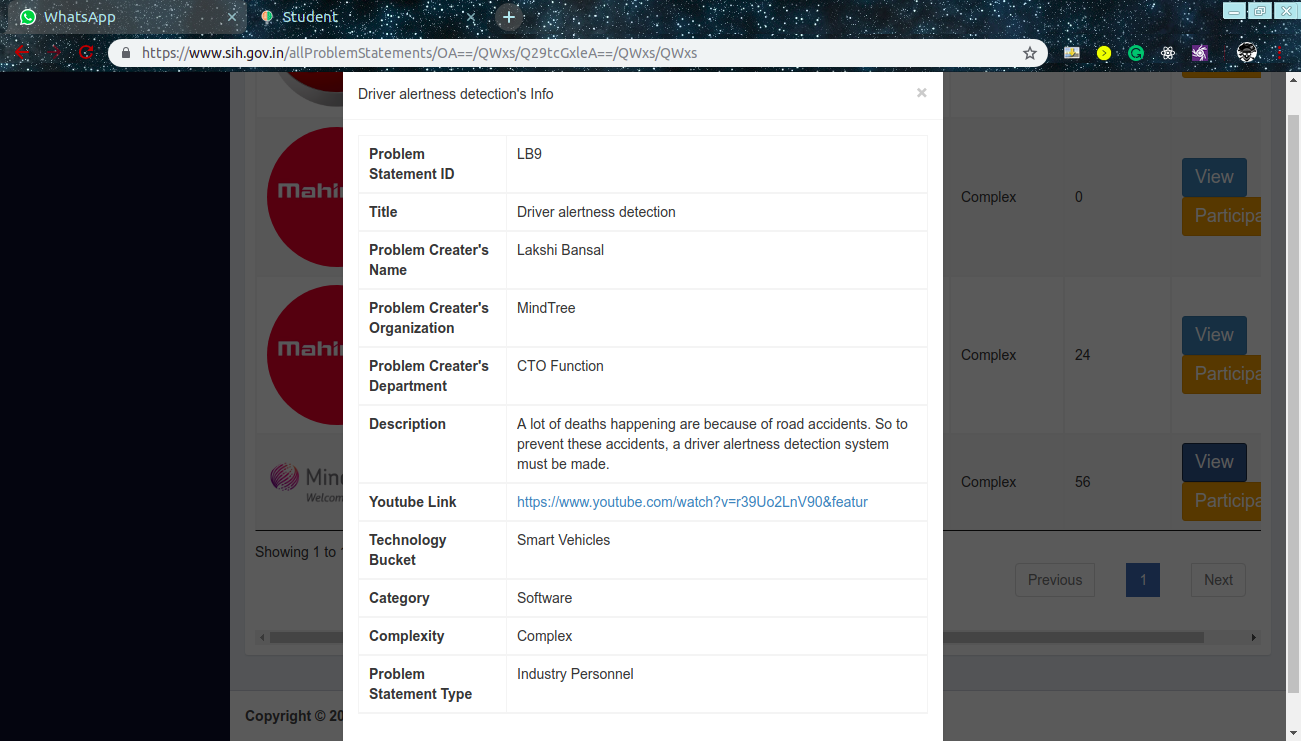 WhatsApp
Student
https://www.sih.gov.in/allProblemStatements/OA==/QWxs/Q29tcGxleA==/QWxs/QWxs
Driver alertness detection's Info
×
Problem
Statement ID
LB9
Title
Driver alertness detection
Problem Creater's
Name
Lakshi Bansal
Problem Creater's
Organization
MindTree
Problem Creater's
Department
CTO Function
Description
A lot of deaths happening are because of road accidents. So to
prevent these accidents, a driver alertness detection system
must be made.
Youtube Link
https://www.youtube.com/watch?v=r39Uo2LnV90&featur
Technology
Bucket
Smart Vehicles
Category
Software
Complexity
Complex
Problem
Statement Type
Industry Personnel
Mahin
Complex
0
View
Participa
Mahin
Complex
24
View
Participa
Min
Welcom
Complex
56
View
Participa
Showing 1 to
Previous
1
Next
Copyright © 20